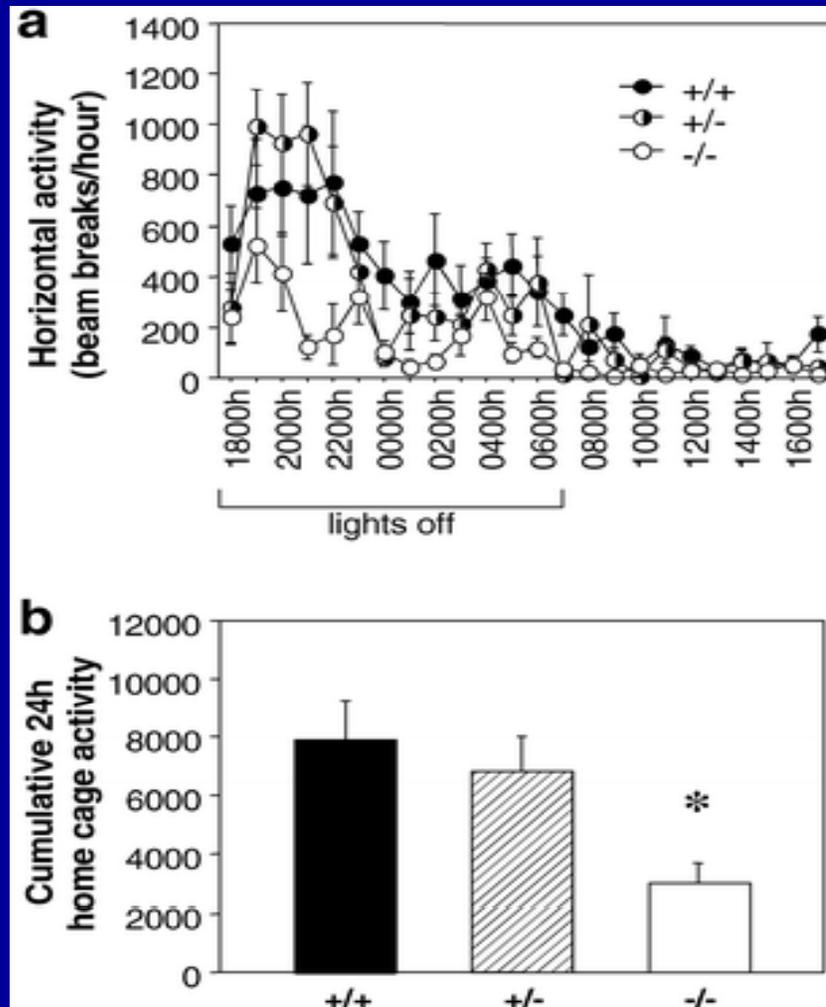 a
Horizontal activity
(beam breaks/hour)
1400
1200
1000
800
600
400
200
0
+/+
+/-
-/-
1800h
2000h
2200h
0000h
0200h
0400h
0600h
0800h
1000h
1200h
1400h
1600h
lights off
b
Cumulative 24h
home cage activity
12000
10000
8000
6000
4000
2000
0
*
+/+
+/-
-/-